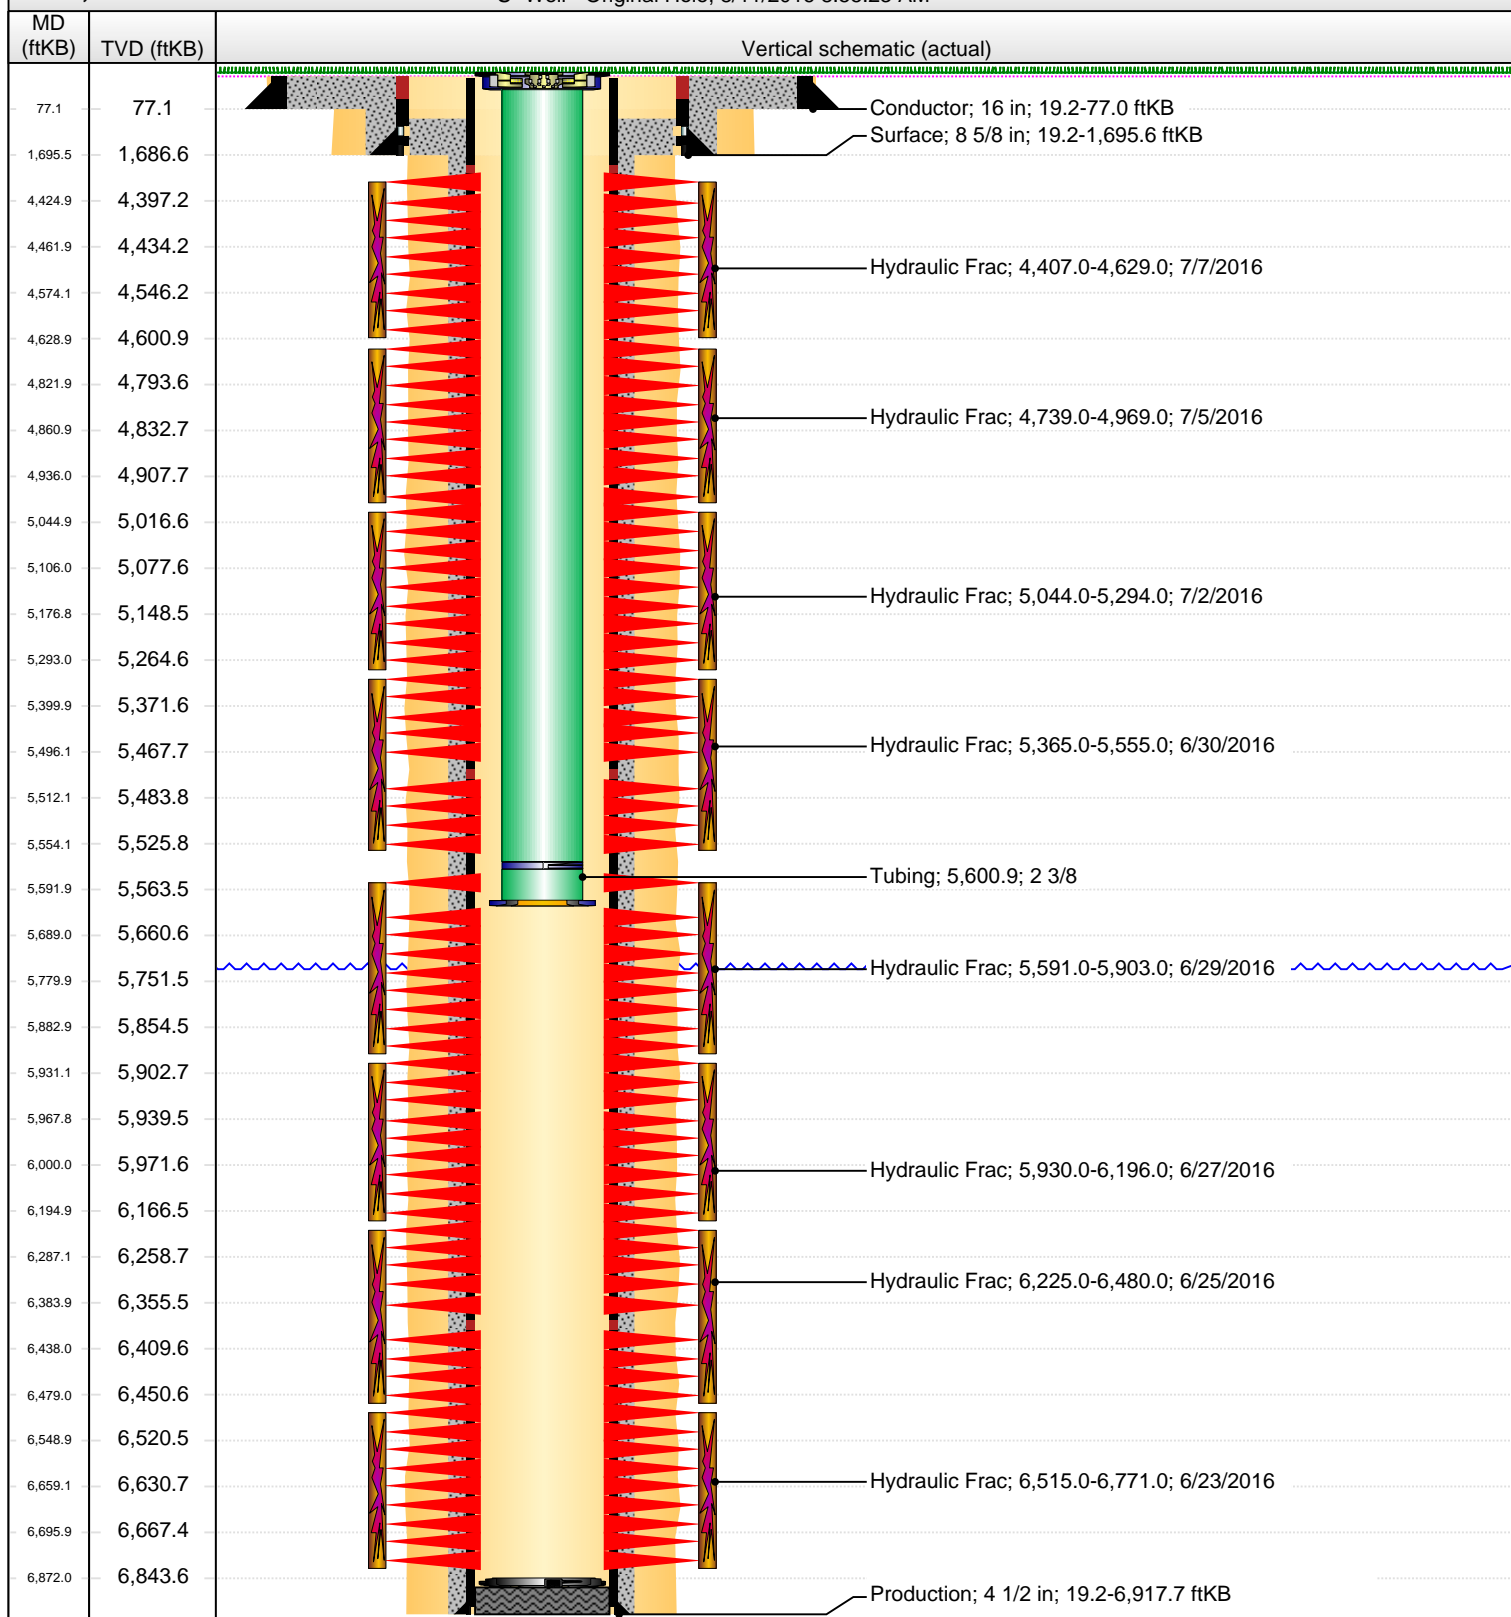 MD (ftKB)
TVD (ftKB)
Vertical schematic (actual)
77.1 77.1
Conductor; 16 in; 19.2-77.0 ftKB
Surface; 8 5/8 in; 19.2-1,695.6 ftKB
1,695.5 1,686.6
4,424.9 4,397.2
4,461.9 4,434.2
Hydraulic Frac; 4,407.0-4,629.0; 7/7/2016
4,574.1 4,546.2
4,628.9 4,600.9
4,821.9 4,793.6
Hydraulic Frac; 4,739.0-4,969.0; 7/5/2016
4,860.9 4,832.7
4,936.0 4,907.7
5,044.9 5,016.6
5,106.0 5,077.6
Hydraulic Frac; 5,044.0-5,294.0; 7/2/2016
5,176.8 5,148.5
5,293.0 5,264.6
5,399.9 5,371.6
Hydraulic Frac; 5,365.0-5,555.0; 6/30/2016
5,496.1 5,467.7
5,512.1 5,483.8
5,554.1 5,525.8
Tubing; 5,600.9; 2 3/8
5,591.9 5,563.5
5,689.0 5,660.6
Hydraulic Frac; 5,591.0-5,903.0; 6/29/2016
5,779.9 5,751.5
5,882.9 5,854.5
5,931.1 5,902.7
5,967.8 5,939.5
6,000.0 5,971.6
Hydraulic Frac; 5,930.0-6,196.0; 6/27/2016
6,194.9 6,166.5
6,287.1 6,258.7
Hydraulic Frac; 6,225.0-6,480.0; 6/25/2016
6,383.9 6,355.5
6,438.0 6,409.6
6,479.0 6,450.6
6,548.9 6,520.5
Hydraulic Frac; 6,515.0-6,771.0; 6/23/2016
6,659.1 6,630.7
6,695.9 6,667.4
6,872.0 6,843.6
Production; 4 1/2 in; 19.2-6,917.7 ftKB